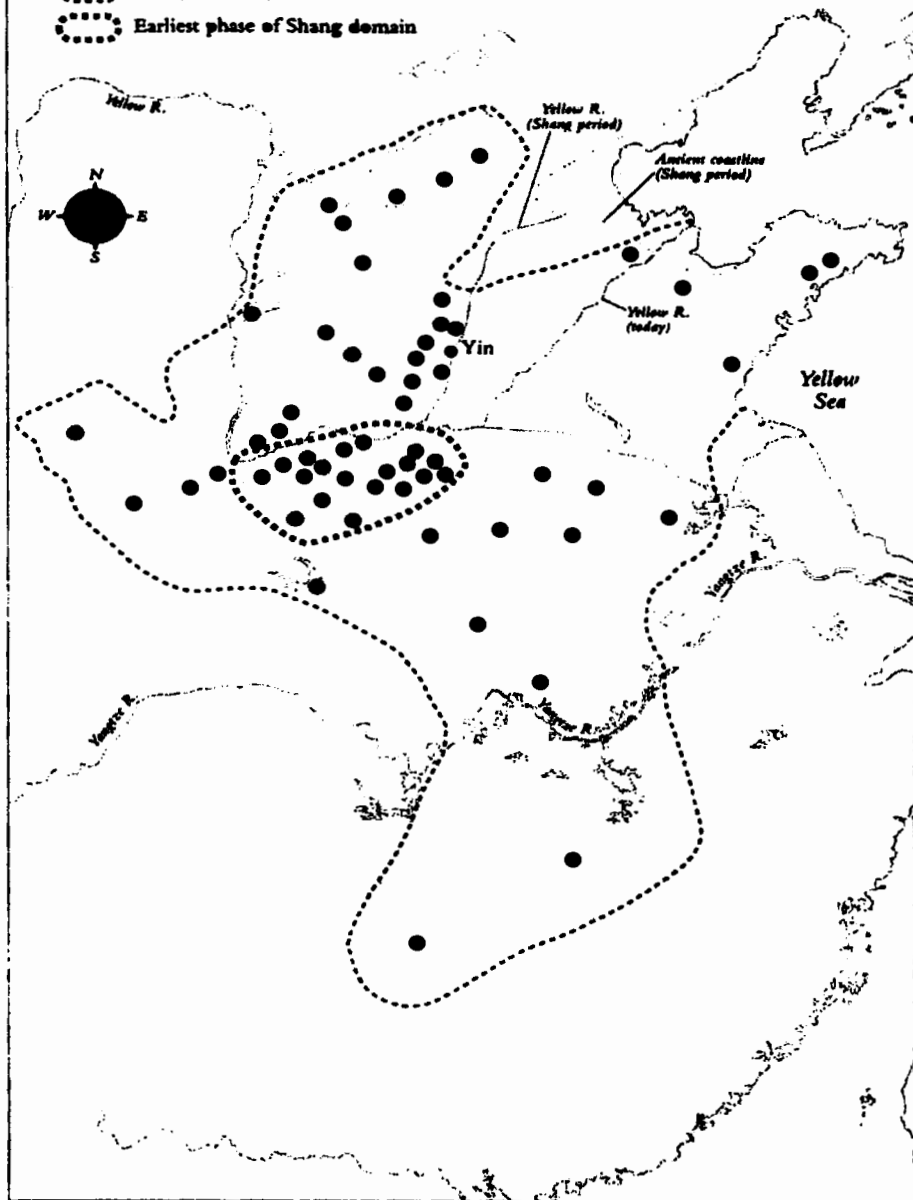 Earliest phase of Shang domain
Yellow R.
Yellow R.
(Shang period)
Ancient coastline
(Shang period)
N
W
E
S
Yellow R.
(today)
Yin
Yellow
Sea
Yangtze R.
Yangtze R.
Yangtze R.